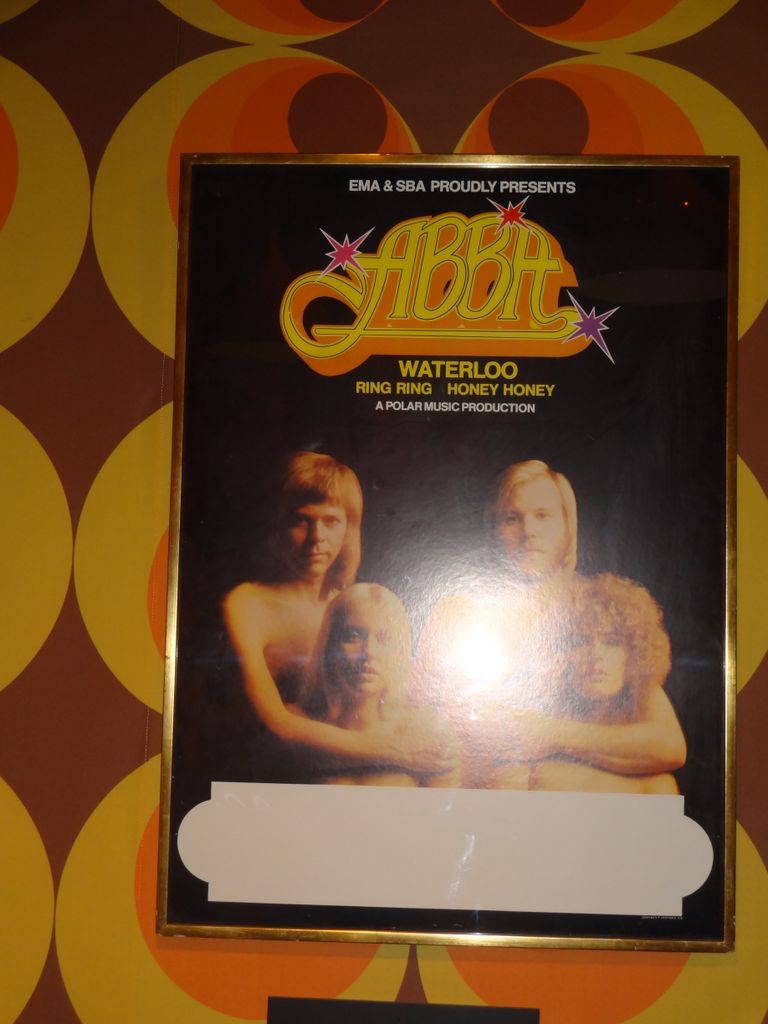 EMA & SBA PROUDLY PRESENTS
ABBA
WATERLOO
RING RING HONEY HONEY
A POLAR MUSIC PRODUCTION